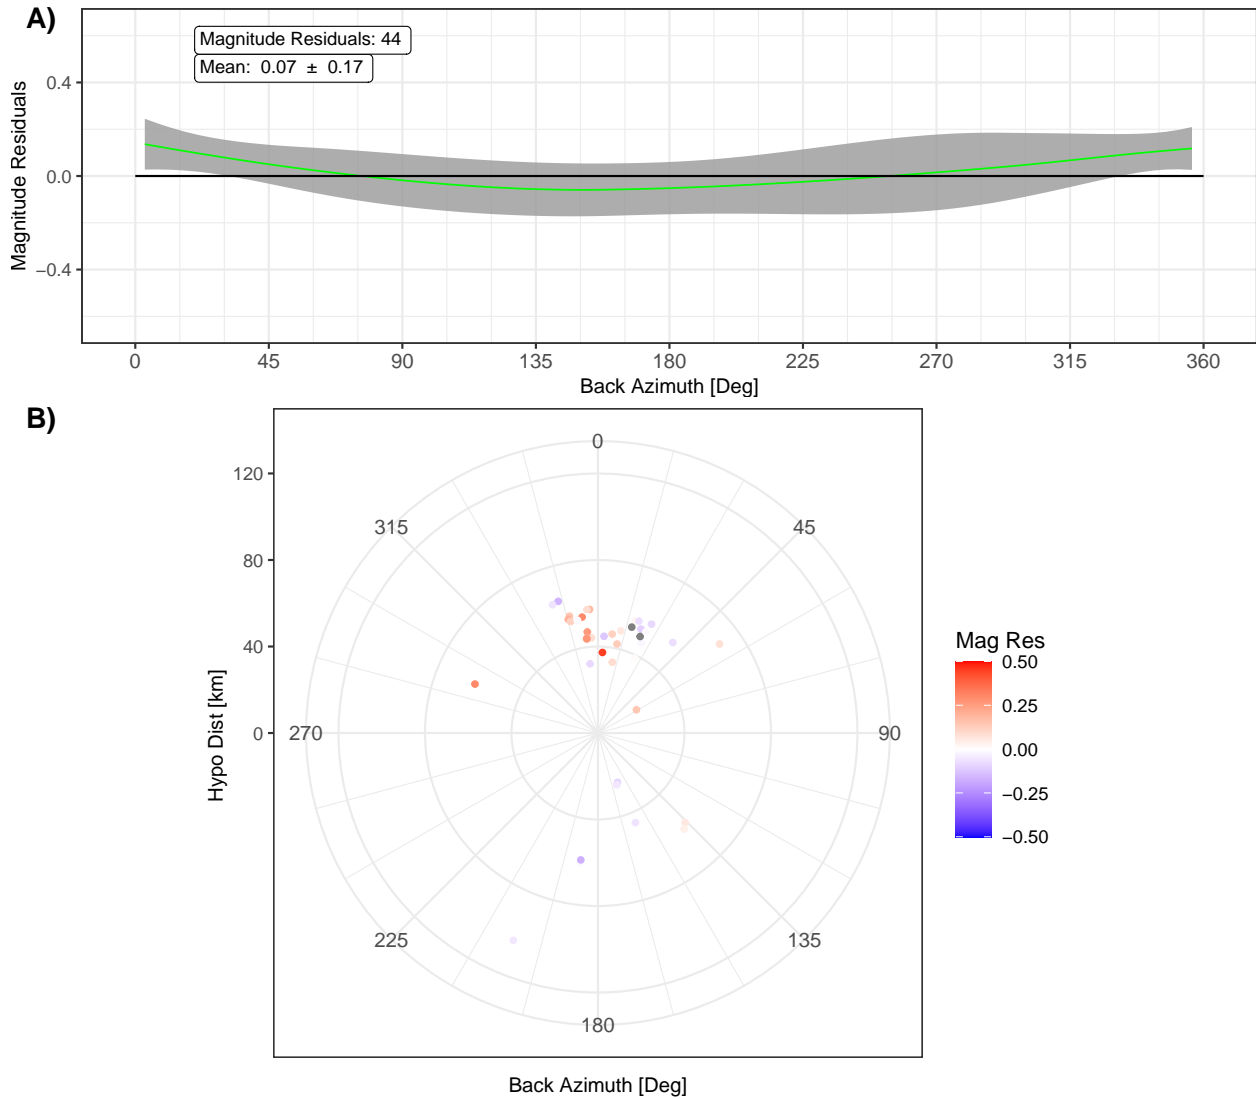 A)
Magnitude Residuals: 44
Mean:  0.07  ±  0.17
Magnitude Residuals
0.4
0.0
−0.4
0 45 90 135 180 225 270 315 360
Back Azimuth [Deg]
B)
Hypo Dist [km]
120
80
40
0
0
45
90
135
180
225
270
315
Back Azimuth [Deg]
Mag Res
0.50
0.25
0.00
−0.25
−0.50